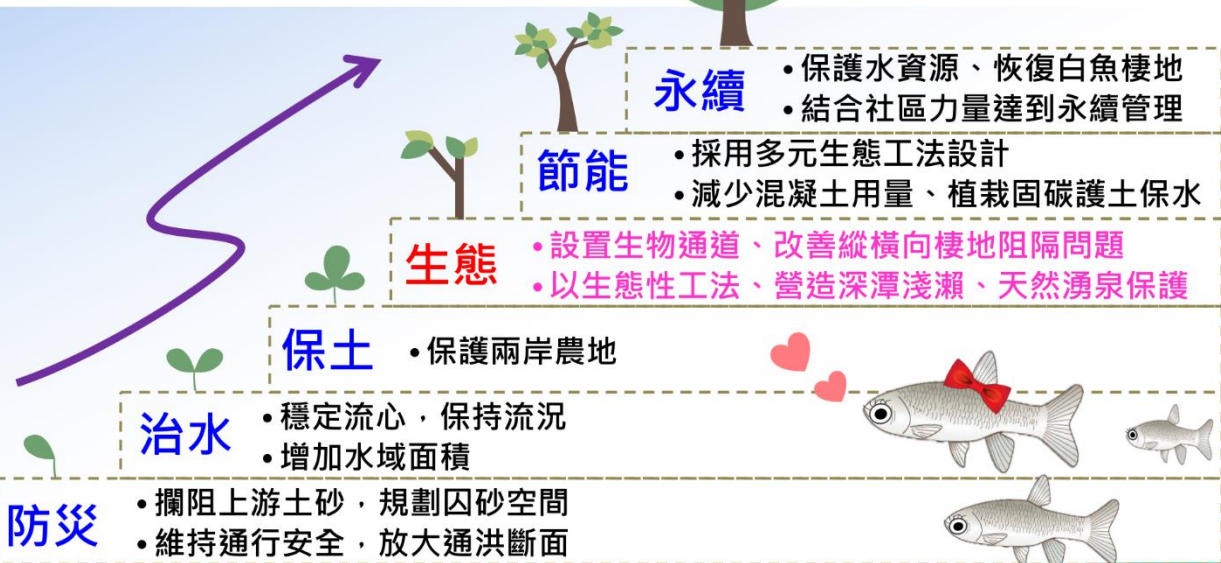 永續
•保護水資源、恢復白魚棲地
•結合社區力量達到永續管理
節能
•採用多元生態工法設計
•減少混凝土用量、植栽固碳護土保水
生態
•設置生物通道、改善縱橫向棲地阻隔問題
•以生態性工法、營造深潭淺瀨、天然湧泉保護
保土
•保護兩岸農地
治水
•穩定流心，保持流況
•增加水域面積
防災
•攔阻上游土砂，規劃囚砂空間
•維持通行安全，放大通洪斷面